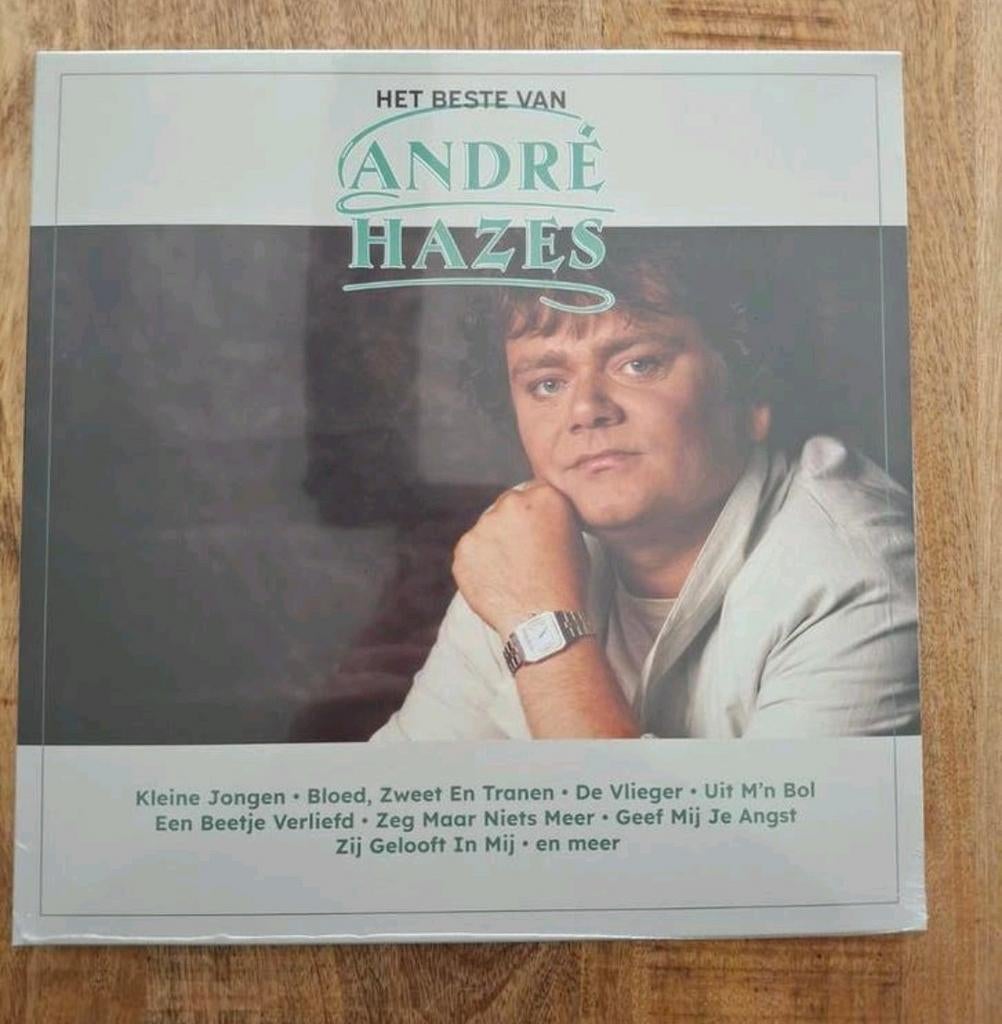 HET BESTE VAN
ANDRÉ
HAZES
Kleine Jongen • Bloed, Zweet En Tranen • De Vlieger • Uit M'n Bol
Een Beetje Verliefd • Zeg Maar Niets Meer • Geef Mij Je Angst
Zij Gelooft In Mij • en meer